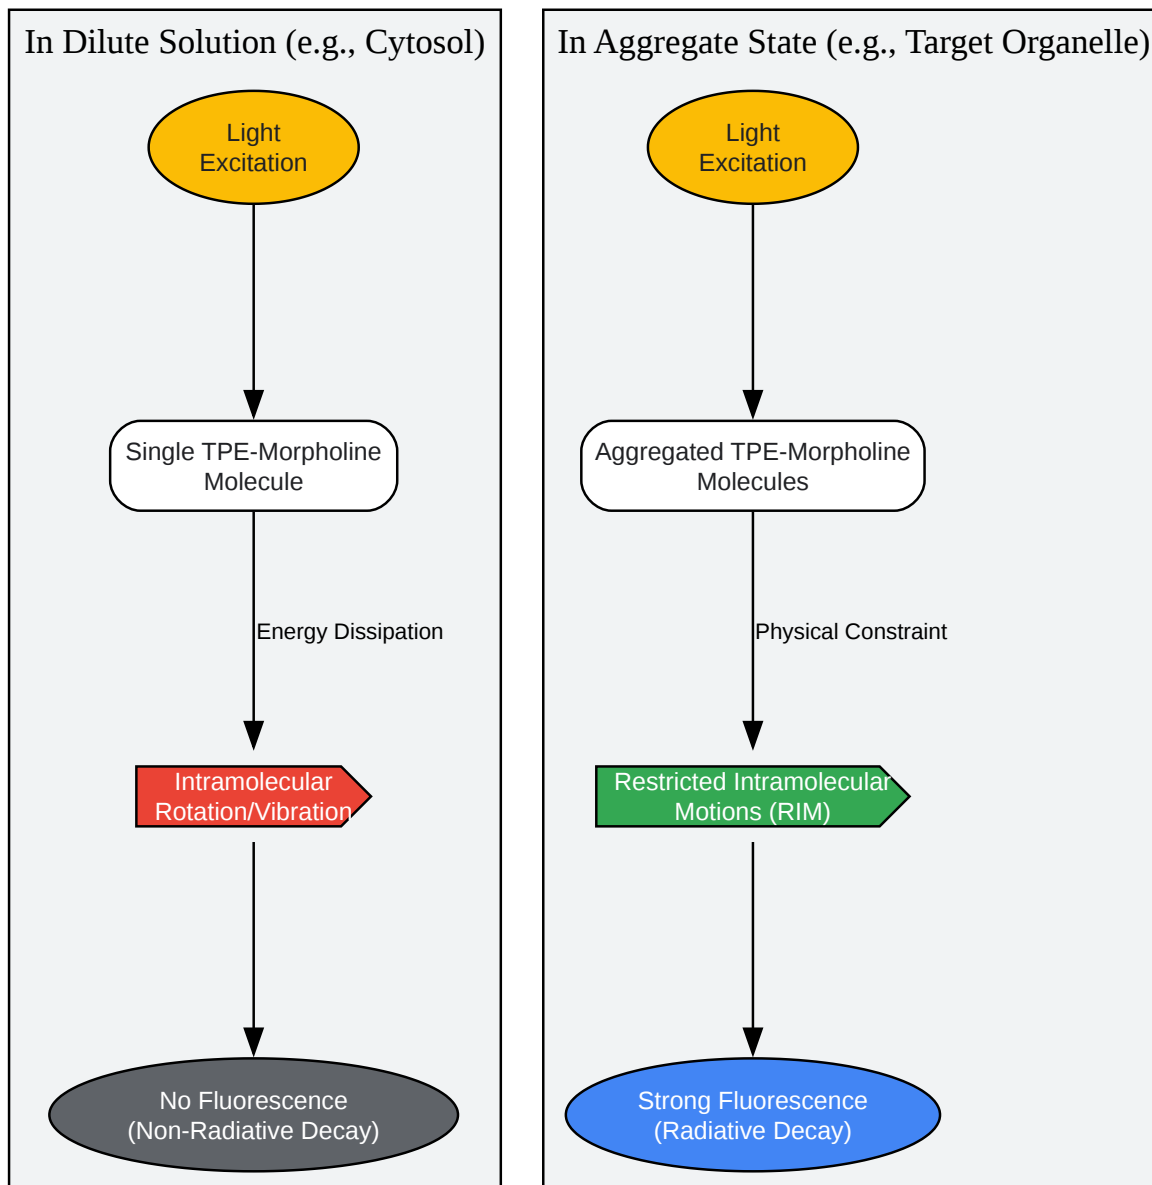 In Dilute Solution (e.g., Cytosol)
Light
Excitation
Single TPE-Morpholine
Molecule
Energy Dissipation
Intramolecular
Rotation/Vibration
No Fluorescence
(Non-Radiative Decay)
In Aggregate State (e.g., Target Organelle)
Light
Excitation
Aggregated TPE-Morpholine
Molecules
Physical Constraint
Restricted Intramolecular
Motions (RIM)
Strong Fluorescence
(Radiative Decay)